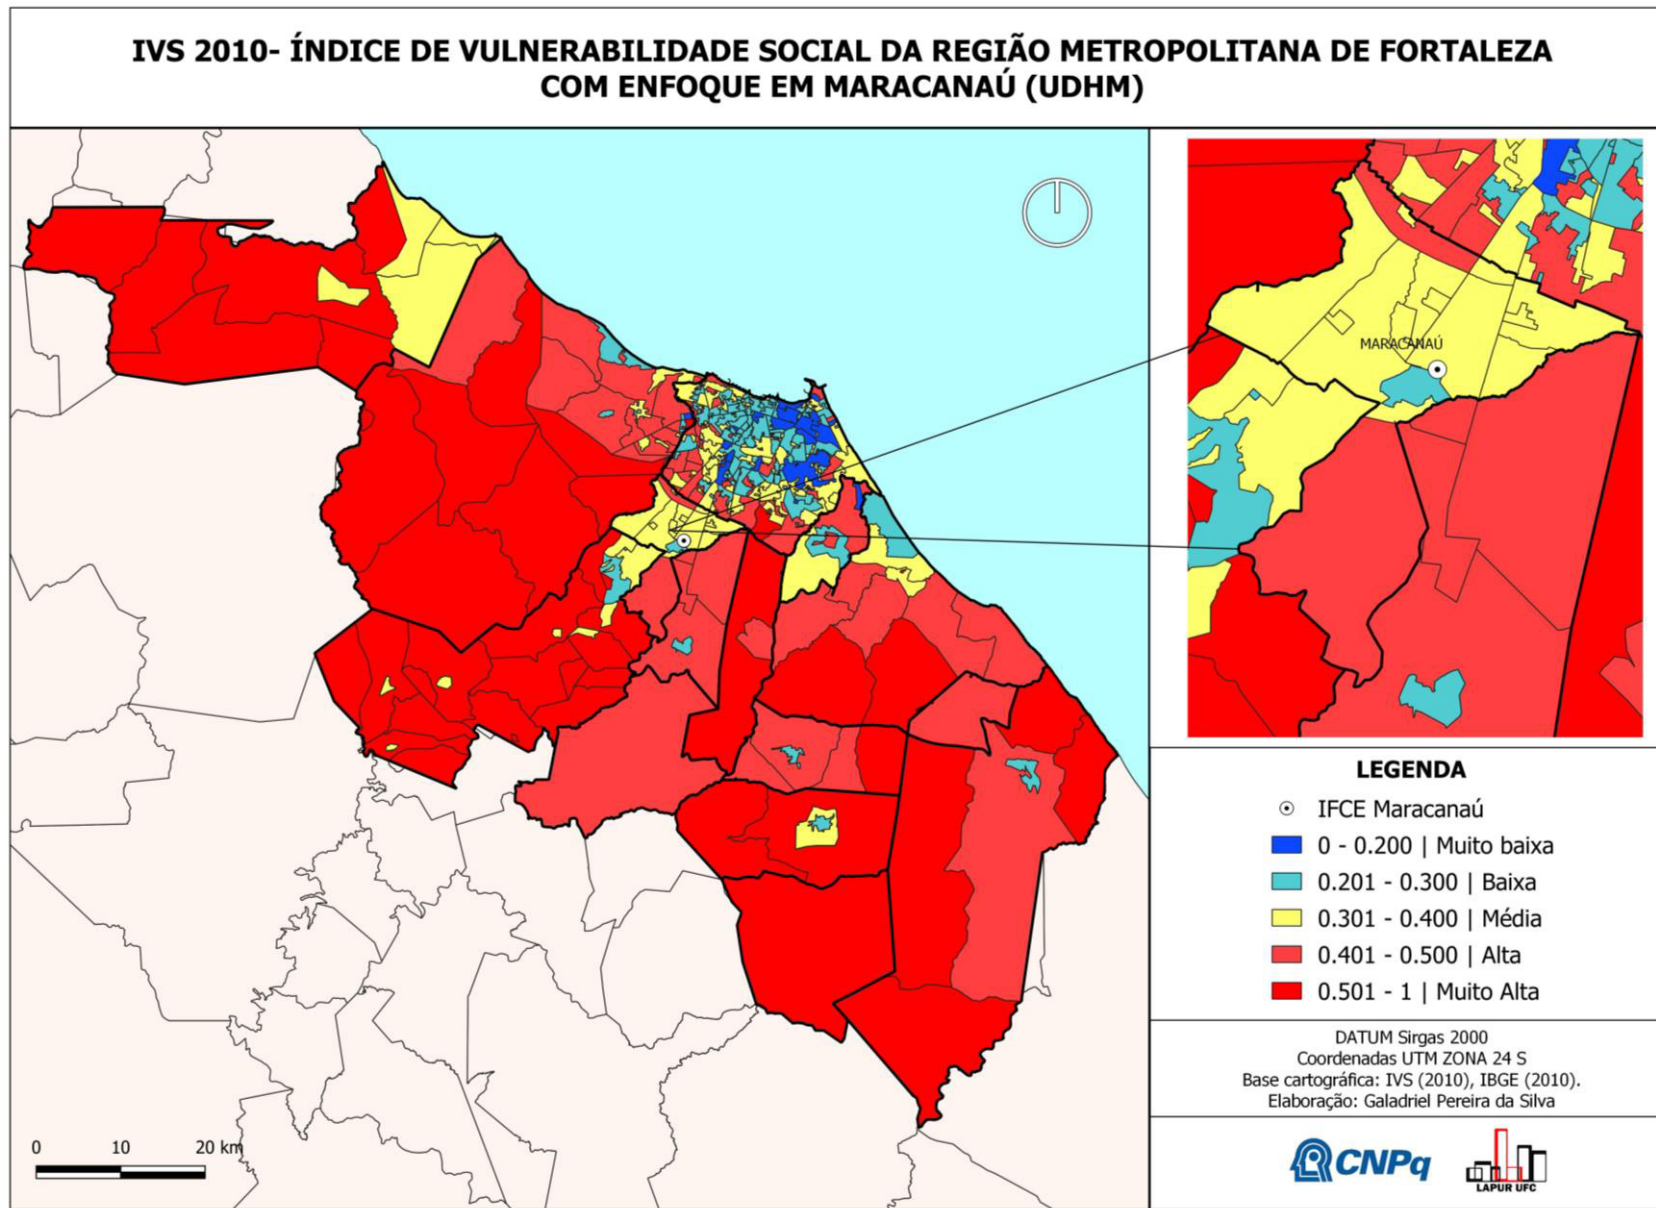 IVS 2010- ÍNDICE DE VULNERABILIDADE SOCIAL DA REGIÃO METROPOLITANA DE FORTALEZA
COM ENFOQUE EM MARACANAÚ (UDHM)
MARACANAÚ
LEGENDA
IFCE Maracanaú
0 - 0.200 | Muito baixa
0.201 - 0.300 | Baixa
0.301 - 0.400 | Média
0.401 - 0.500 | Alta
0.501 - 1 | Muito Alta
DATUM Sirgas 2000
Coordenadas UTM ZONA 24 S
Base cartográfica: IVS (2010), IBGE (2010).
Elaboração: Galadriel Pereira da Silva
0 10 20 km
CNPq
LAPUR UFC